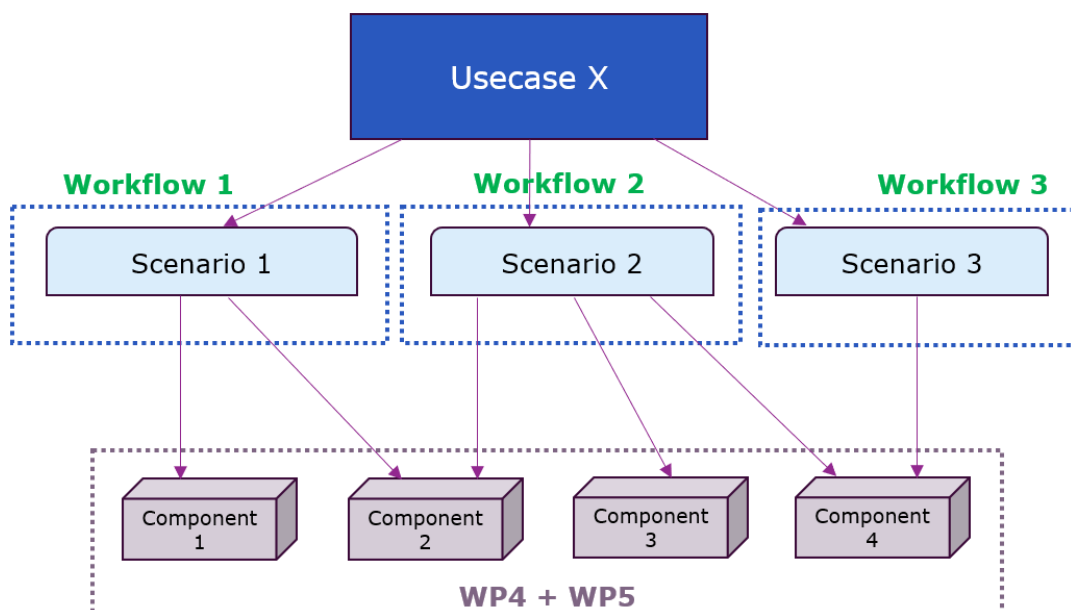 Usecase X
Workflow 1
Workflow 2
Workflow 3
Scenario 1
Scenario 2
Scenario 3
Component
1
Component
2
Component
3
Component
4
WP4 + WP5